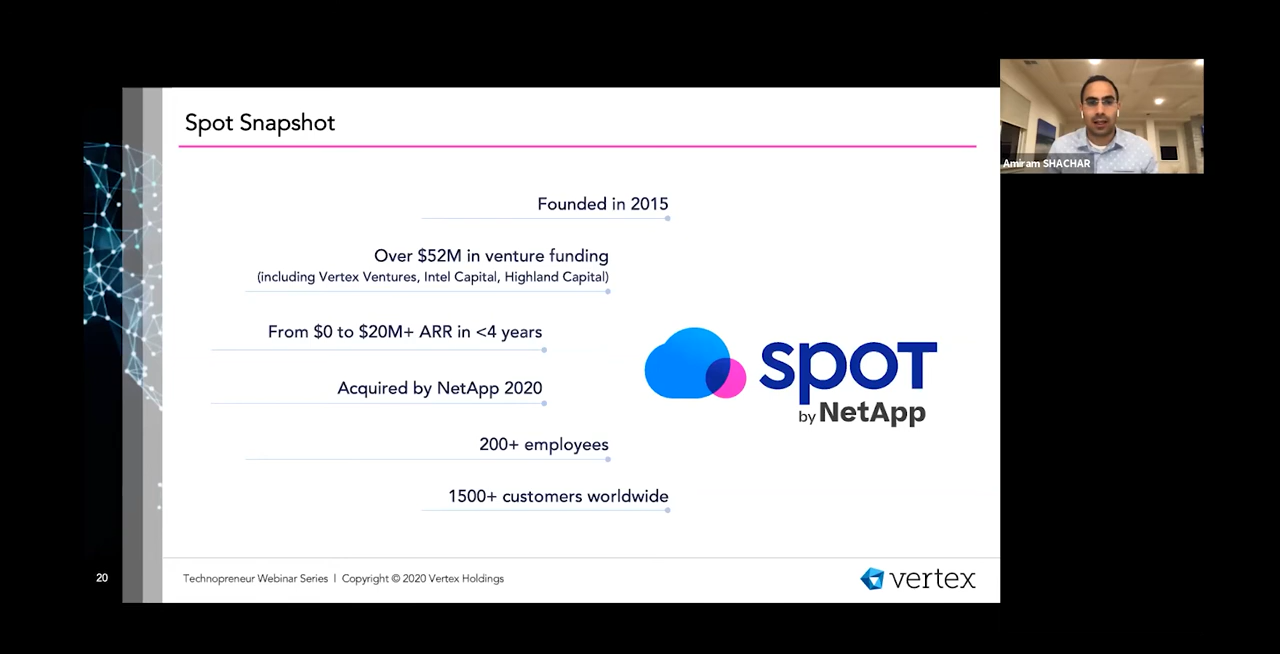 Spot Snapshot
Amiram SHACHAR
Founded in 2015
Over $52M in venture funding
(including Vertex Ventures, Intel Capital, Highland Capital)
From $0 to $20M+ ARR in <4 years
Acquired by NetApp 2020
200+ employees
1500+ customers worldwide
spot
by NetApp
20
Technopreneur Webinar Series | Copyright © 2020 Vertex Holdings
vertex